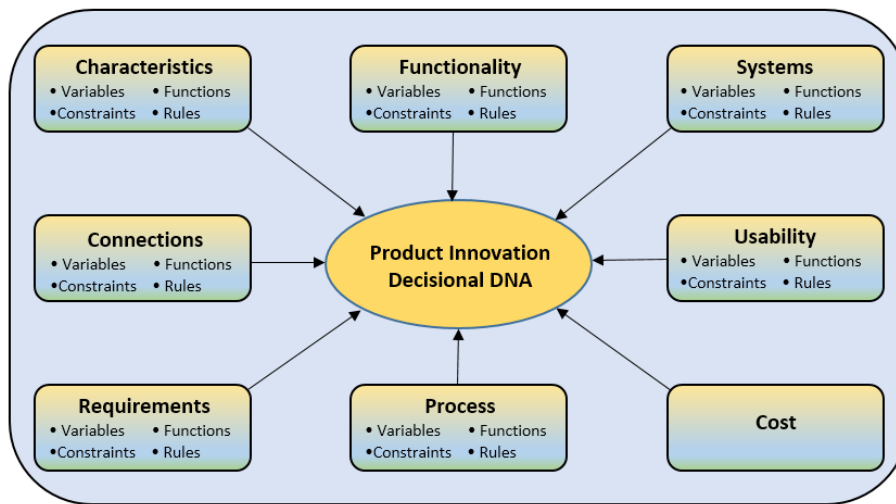 Characteristics
• Variables • Functions
•Constraints • Rules
Functionality
• Variables • Functions
•Constraints • Rules
Systems
• Variables • Functions
•Constraints • Rules
Connections
• Variables • Functions
•Constraints • Rules
Product Innovation
Decisional DNA
Usability
• Variables • Functions
•Constraints • Rules
Requirements
• Variables • Functions
•Constraints • Rules
Process
• Variables • Functions
•Constraints • Rules
Cost